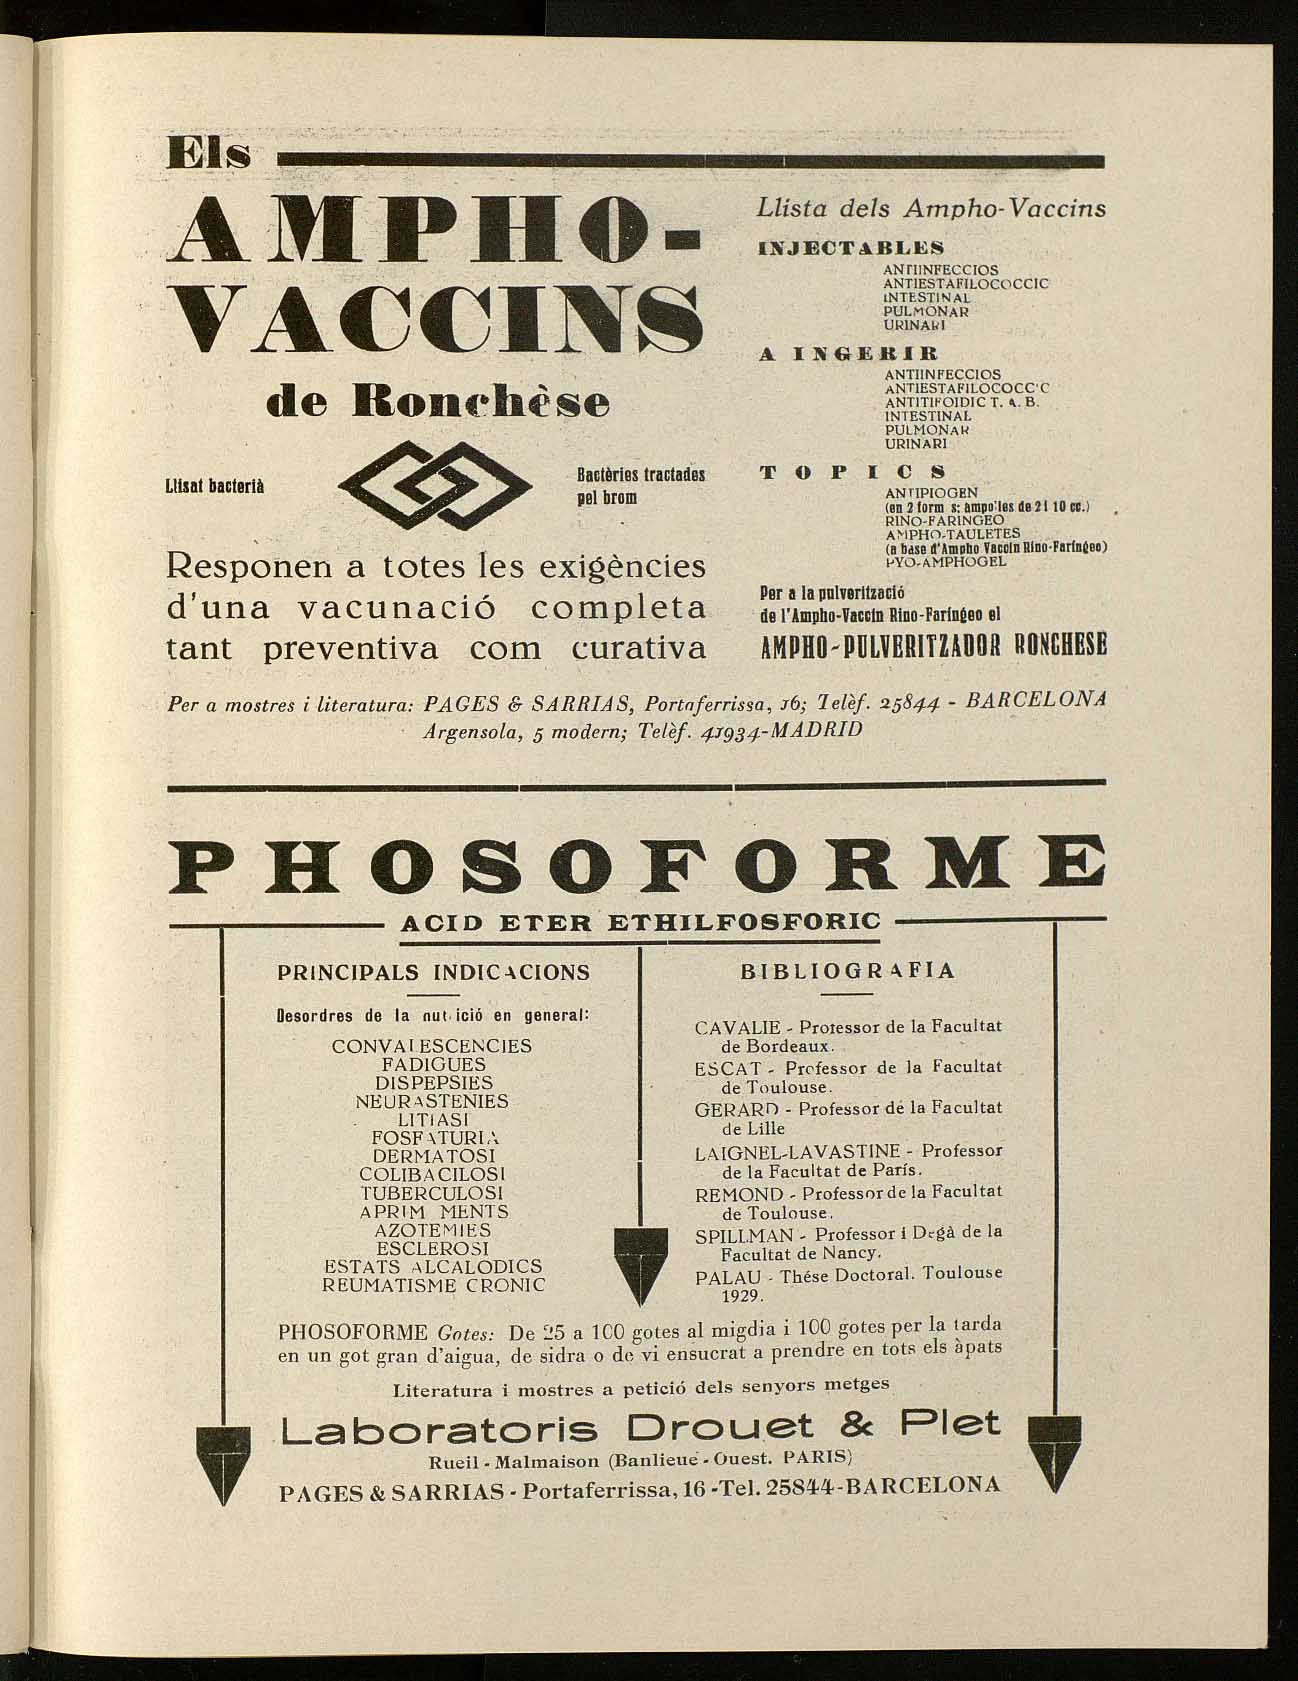 Els
AMPHO-
VACCINS
de Ronchèse
Llisat bacterià
Bactèries tractades
pel brom
Responen a totes les exigències
d'una vacunació completa
tant preventiva com curativa
Llista dels Ampho-Vaccins
INJECTABLES
ANTIINFECCIOS
ANTIESTAFILOCOCCIC
INTESTINAL
PULMONAR
URINARI
A INGERIR
ANTIINFECCIOS
ANTIESTAFILOCOCC'C
ANTITIFOIDIC T. A. B.
INTESTINAL
PULMONAR
URINARI
TOPICS
ANTIPIOGEN
(en 2 form s: ampo'les de 2 i 10 cc.)
RINO-FARINGEO
AMPHO-TAULETES
(a base d'Ampho Vaccin Rino-Faríngeo)
PYO-AMPHOGEL
Per a la pulverització
de l'Ampho-Vaccin Rino-Faríngeo el
AMPHO-PULVERITZADOR RONCHESE
Per a mostres i literatura: PAGES & SARRIAS, Portaferrissa, 16; Telèf. 25844 - BARCELONA
Argensola, 5 modern; Telèf. 41934-MADRID
PHOSOFORME
ACID ETER ETHILFOSFORIC
PRINCIPALS INDICACIONS
Desordres de la nutrició en general:
CONVALESCENCIES
FADIGUES
DISPEPSIES
NEURASTENIES
LITIASI
FOSFATURIA
DERMATOSI
COLIBACILOSI
TUBERCULOSI
APRIM MENTS
AZOTEMIES
ESCLEROSI
ESTATS ALCALODICS
REUMATISME CRONIC
BIBLIOGRAFIA
CAVALIE - Professor de la Facultat
de Bordeaux.
ESCAT - Professor de la Facultat
de Toulouse.
GERARD - Professor de la Facultat
de Lille
LAIGNEL-LAVASTINE - Professor
de la Facultat de París.
REMOND - Professor de la Facultat
de Toulouse.
SPILLMAN - Professor i Degà de la
Facultat de Nancy.
PALAU - Thése Doctoral. Toulouse
1929.
PHOSOFORME Gotes: De 25 a 100 gotes al migdia i 100 gotes per la tarda
en un got gran d'aigua, de sidra o de vi ensucrat a prendre en tots els àpats
Literatura i mostres a petició dels senyors metges
Laboratoris Drouet & Plet
Rueil - Malmaison (Banlieue - Ouest. PARIS)
PAGES & SARRIAS - Portaferrissa, 16 -Tel. 25844-BARCELONA